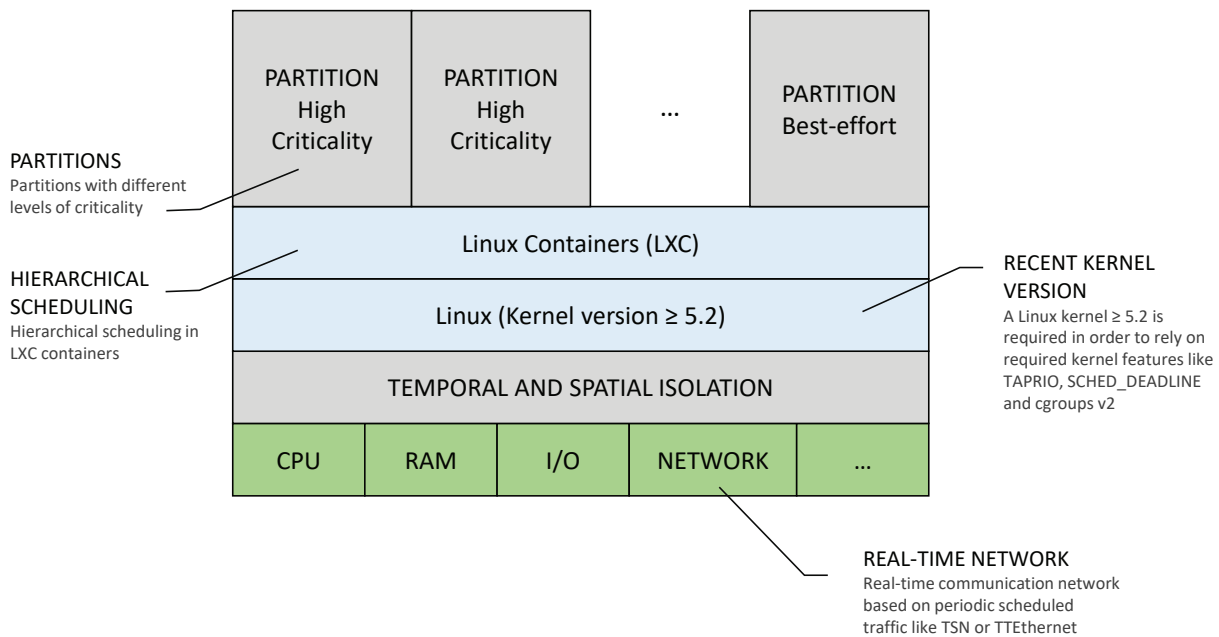 PARTITION
High
Criticality
PARTITION
High
Criticality
...
PARTITION
Best-effort
PARTITIONS
Partitions with different
levels of criticality
Linux Containers (LXC)
HIERARCHICAL
SCHEDULING
Hierarchical scheduling in
LXC containers
Linux (Kernel version ≥ 5.2)
RECENT KERNEL
VERSION
A Linux kernel ≥ 5.2 is
required in order to rely on
required kernel features like
TAPRIO, SCHED_DEADLINE
and cgroups v2
TEMPORAL AND SPATIAL ISOLATION
CPU
RAM
I/O
NETWORK
...
REAL-TIME NETWORK
Real-time communication network
based on periodic scheduled
traffic like TSN or TTEthernet